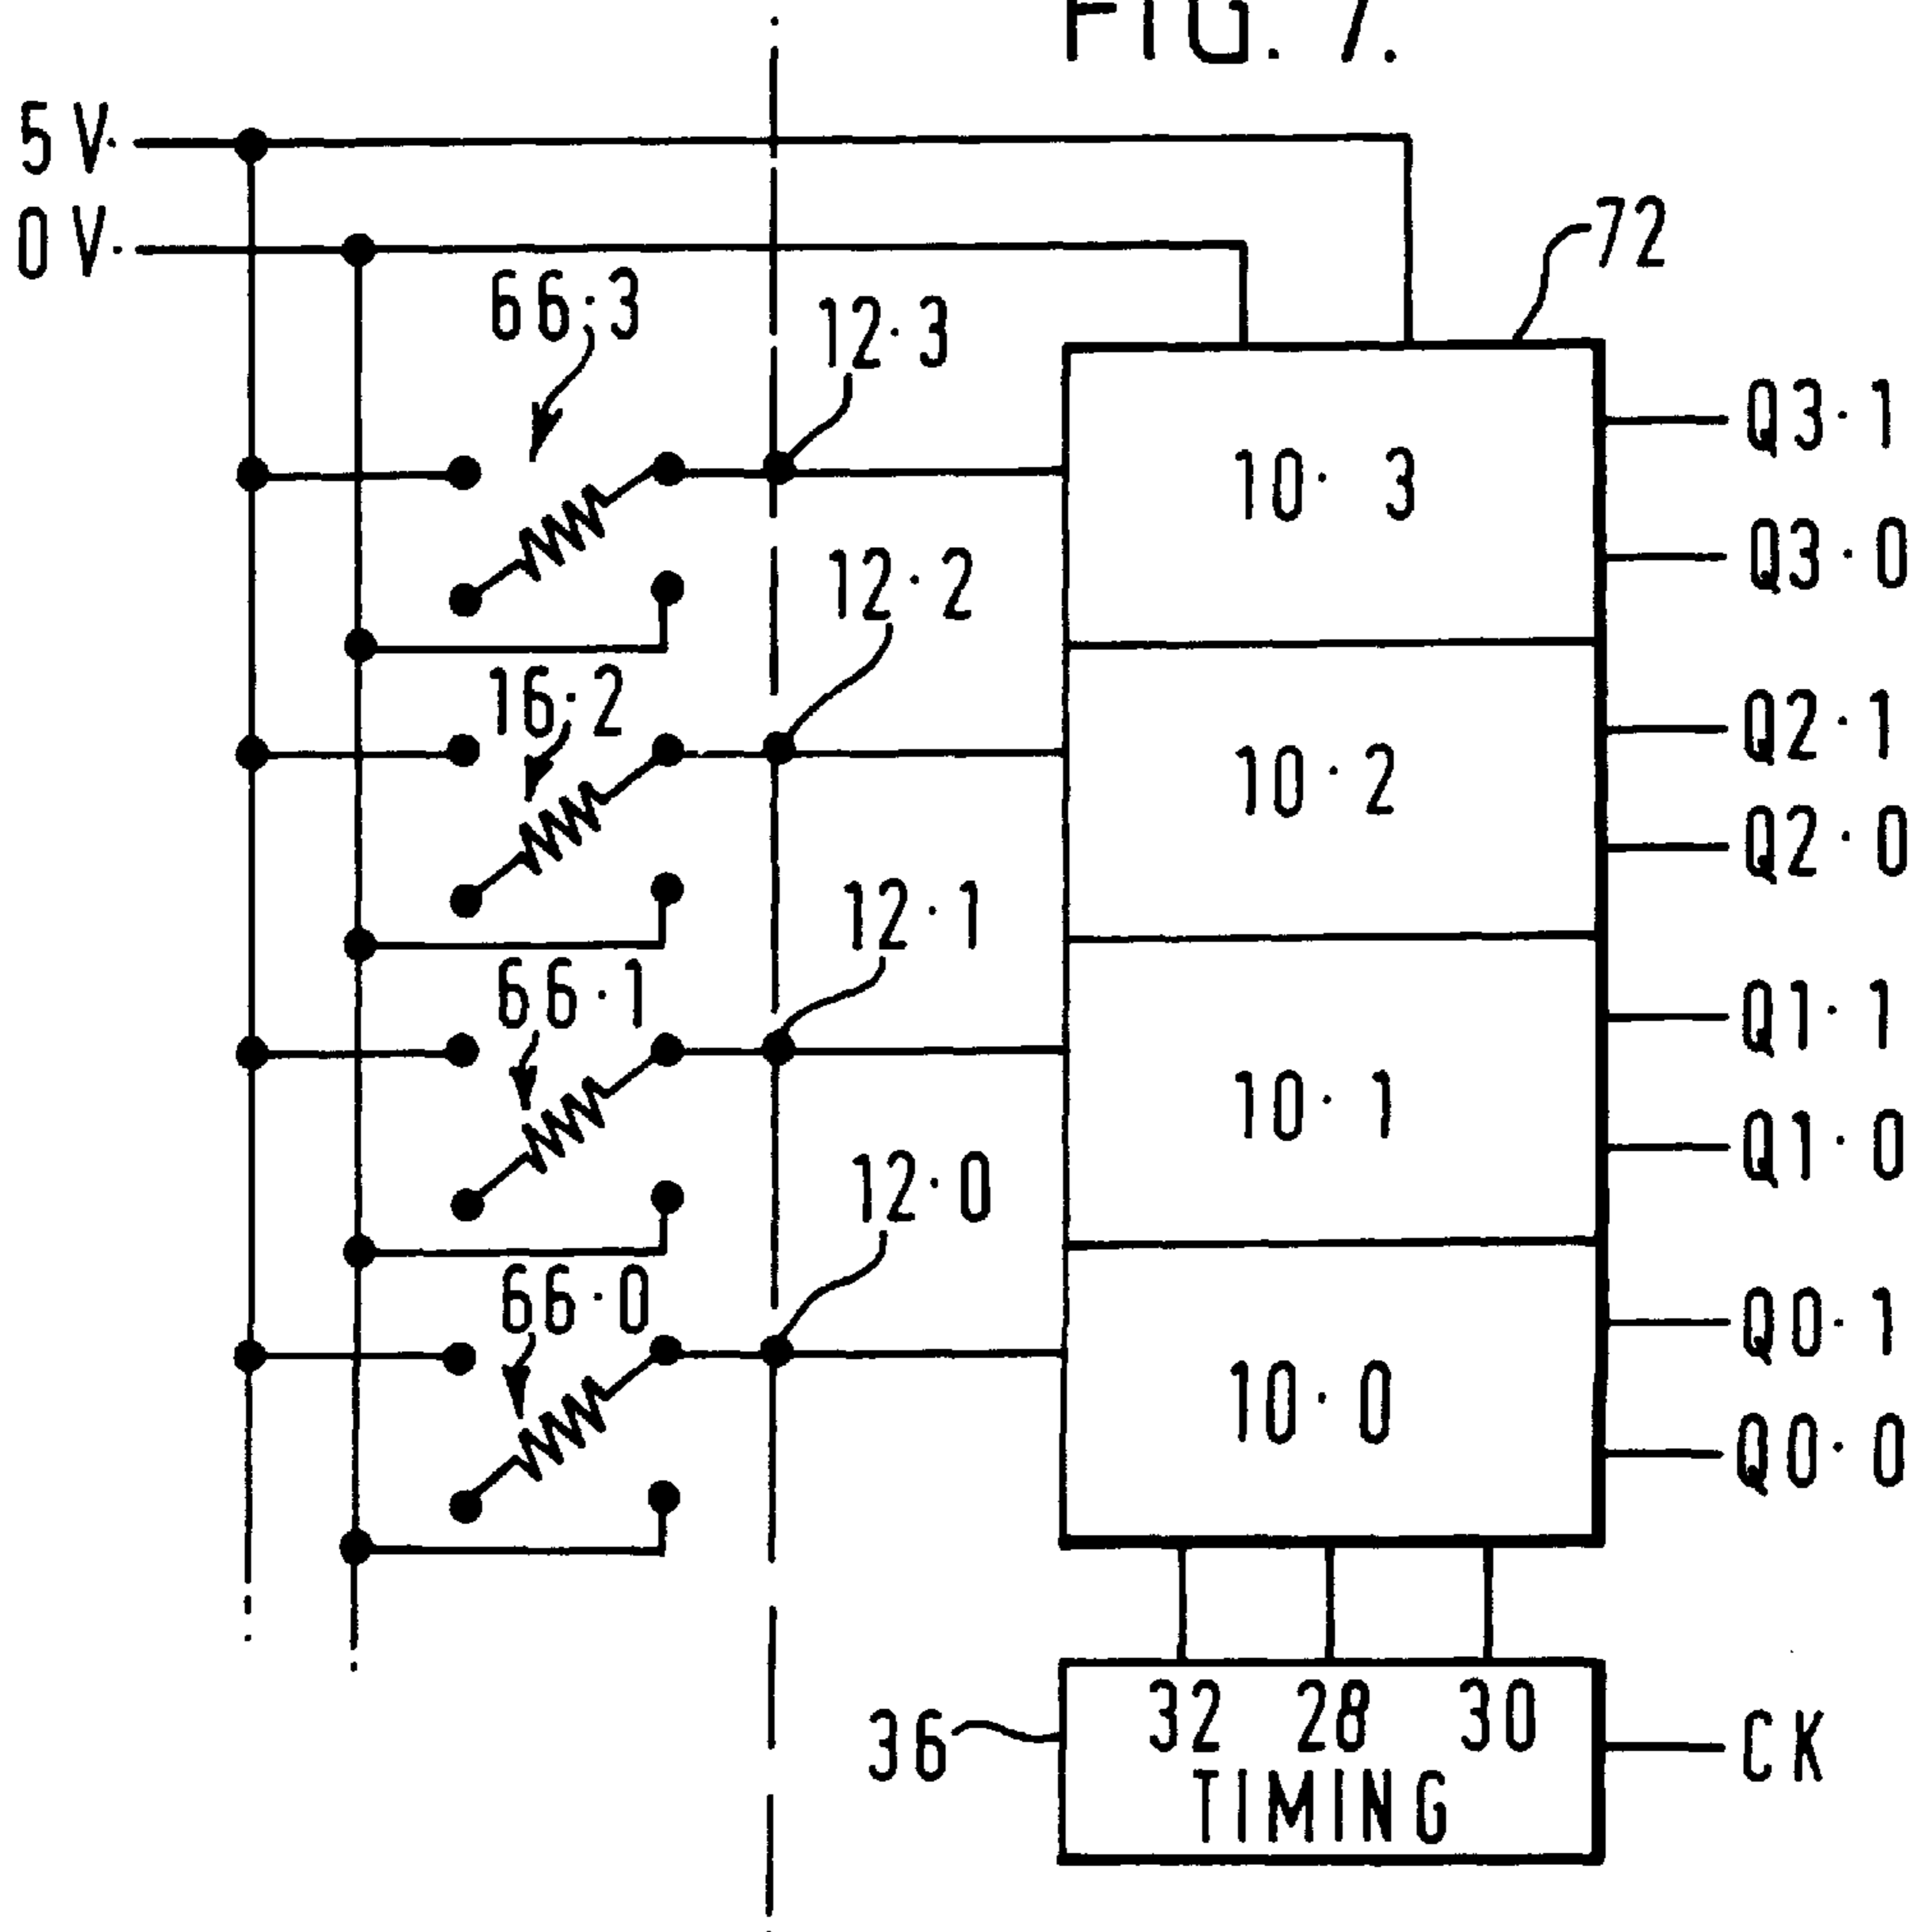 FIG. 7.
5 V.
0 V.
72
66.3
12.3
Q3.1
10. 3
Q3.0
12.2
16.2
Q2.1
10.2
Q2.0
12.1
66.1
Q1.1
10.1
Q1.0
12.0
66.0
Q0.1
10.0
Q0.0
32 28 30
36
CK
TIMING